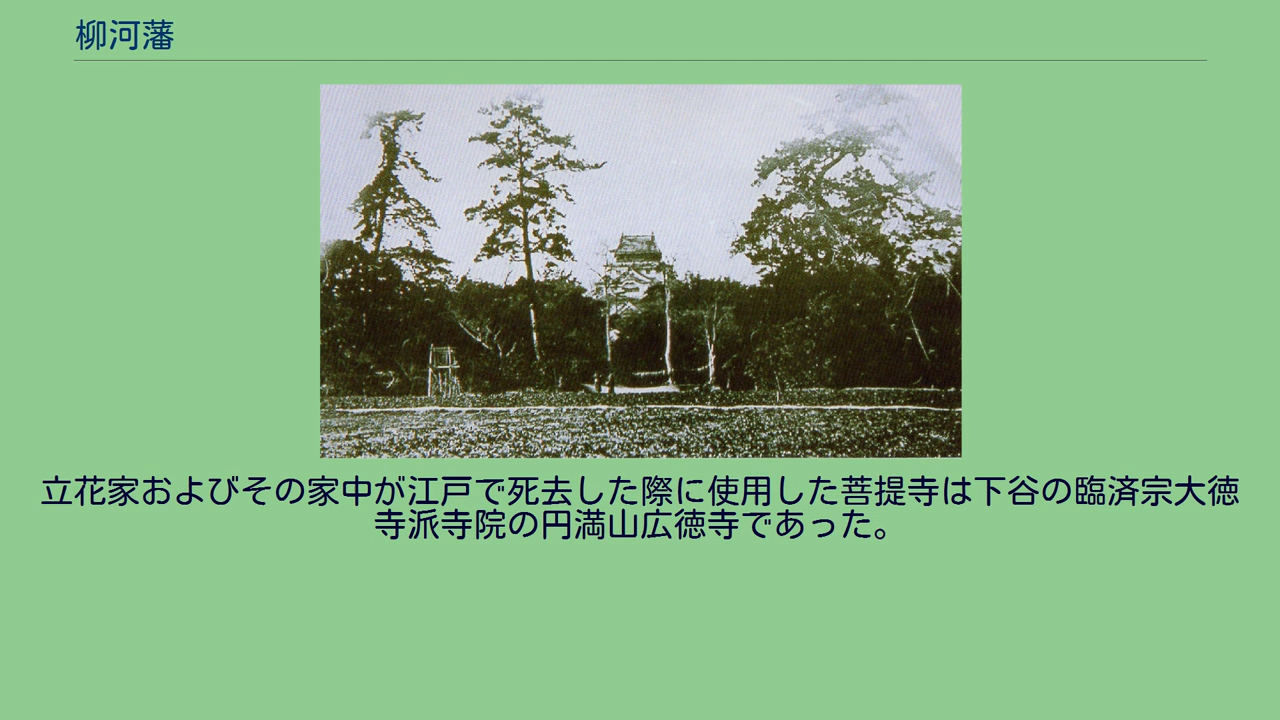 柳河藩
立花家およびその家中が江戸で死去した際に使用した菩提寺は下谷の臨済宗大徳
寺派寺院の円満山広徳寺であった。